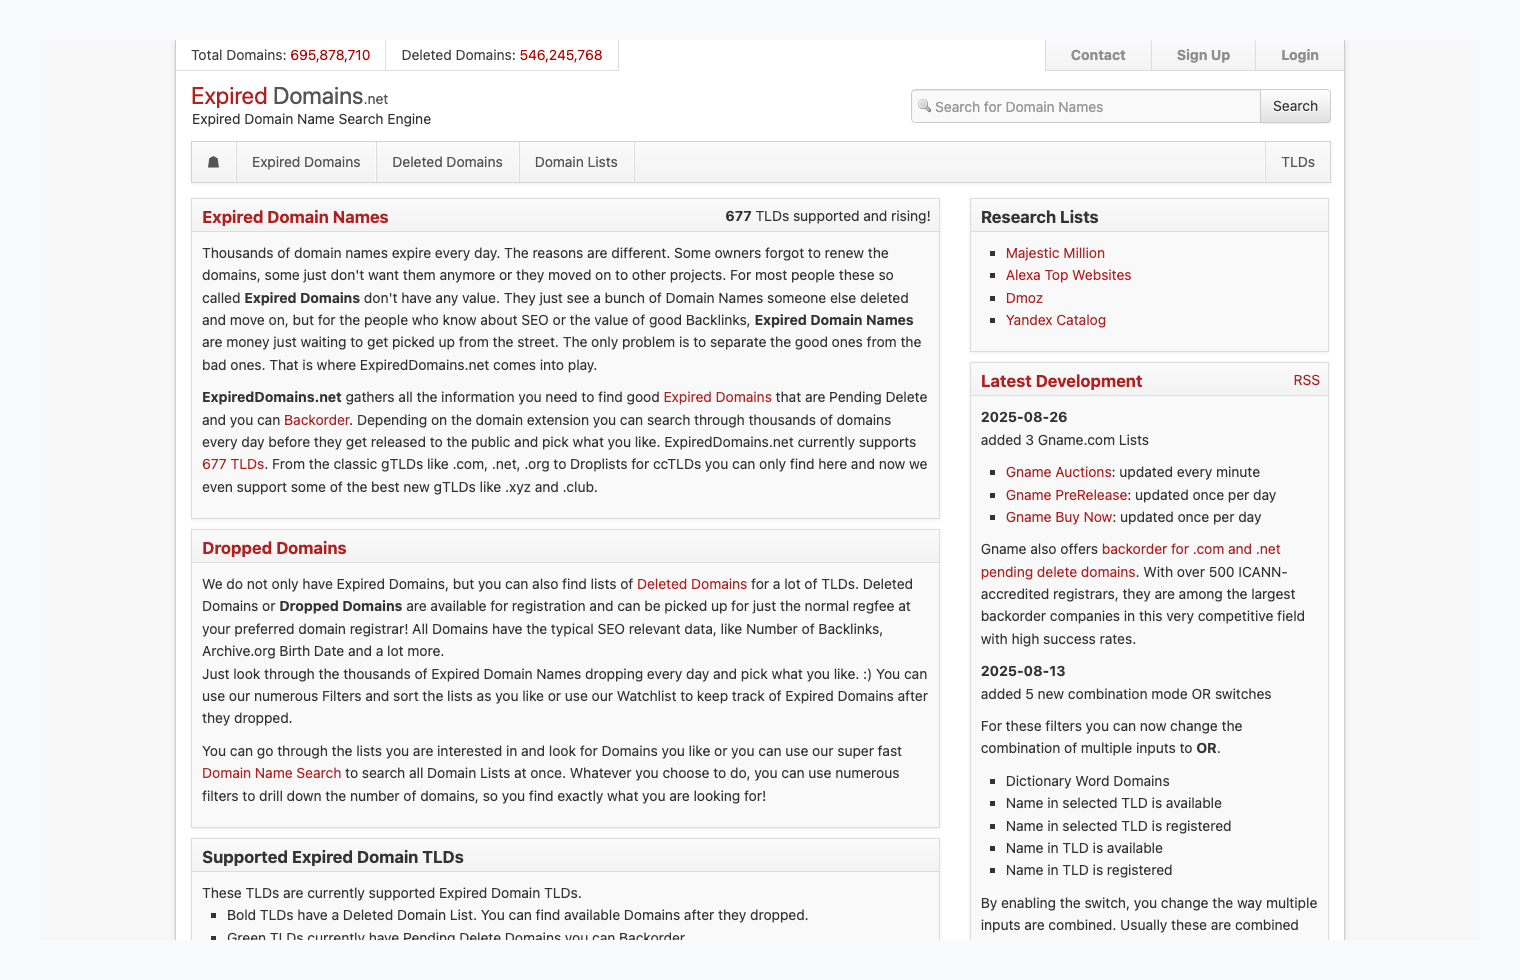 Total Domains: 695,878,710
Deleted Domains: 546,245,768
Contact
Sign Up
Login
Expired Domains.net
Expired Domain Name Search Engine
Search for Domain Names
Search
Expired Domains
Deleted Domains
Domain Lists
TLDs
Expired Domain Names
677 TLDs supported and rising!
Thousands of domain names expire every day. The reasons are different. Some owners forgot to renew the
domains, some just don't want them anymore or they moved on to other projects. For most people these so
called Expired Domains don't have any value. They just see a bunch of Domain Names someone else deleted
and move on, but for the people who know about SEO or the value of good Backlinks, Expired Domain Names
are money just waiting to get picked up from the street. The only problem is to separate the good ones from the
bad ones. That is where ExpiredDomains.net comes into play.
ExpiredDomains.net gathers all the information you need to find good Expired Domains that are Pending Delete
and you can Backorder. Depending on the domain extension you can search through thousands of domains
every day before they get released to the public and pick what you like. ExpiredDomains.net currently supports
677 TLDs. From the classic gTLDs like .com, .net, .org to Droplists for ccTLDs you can only find here and now we
even support some of the best new gTLDs like .xyz and .club.
Dropped Domains
We do not only have Expired Domains, but you can also find lists of Deleted Domains for a lot of TLDs. Deleted
Domains or Dropped Domains are available for registration and can be picked up for just the normal regfee at
your preferred domain registrar! All Domains have the typical SEO relevant data, like Number of Backlinks,
Archive.org Birth Date and a lot more.
Just look through the thousands of Expired Domain Names dropping every day and pick what you like. :) You can
use our numerous Filters and sort the lists as you like or use our Watchlist to keep track of Expired Domains after
they dropped.
You can go through the lists you are interested in and look for Domains you like or you can use our super fast
Domain Name Search to search all Domain Lists at once. Whatever you choose to do, you can use numerous
filters to drill down the number of domains, so you find exactly what you are looking for!
Supported Expired Domain TLDs
These TLDs are currently supported Expired Domain TLDs.
Bold TLDs have a Deleted Domain List. You can find available Domains after they dropped.
Green TLDs currently have Pending Delete Domains you can Backorder
Research Lists
Majestic Million
Alexa Top Websites
Dmoz
Yandex Catalog
Latest Development
RSS
2025-08-26
added 3 Gname.com Lists
Gname Auctions: updated every minute
Gname PreRelease: updated once per day
Gname Buy Now: updated once per day
Gname also offers backorder for .com and .net
pending delete domains. With over 500 ICANN-
accredited registrars, they are among the largest
backorder companies in this very competitive field
with high success rates.
2025-08-13
added 5 new combination mode OR switches
For these filters you can now change the
combination of multiple inputs to OR.
Dictionary Word Domains
Name in selected TLD is available
Name in selected TLD is registered
Name in TLD is available
Name in TLD is registered
By enabling the switch, you change the way multiple
inputs are combined. Usually these are combined